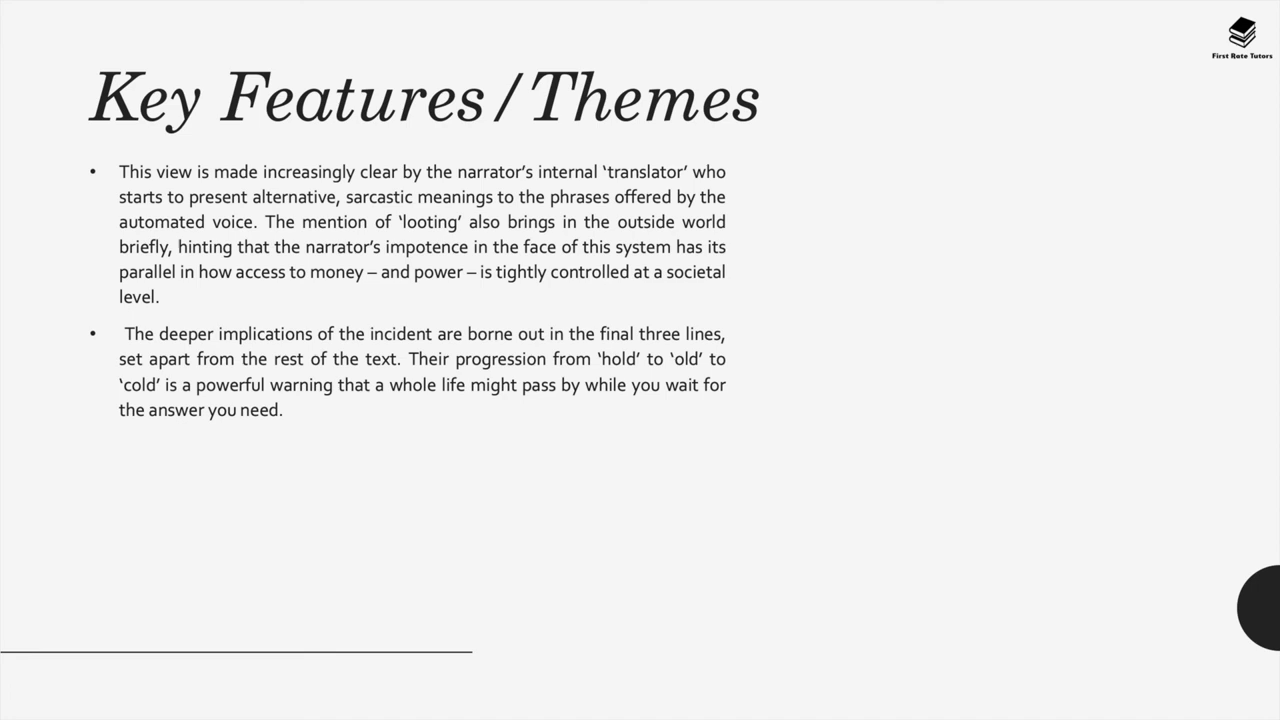 First Rate Tutors
Key Features/Themes
• This view is made increasingly clear by the narrator’s internal ‘translator’ who
starts to present alternative, sarcastic meanings to the phrases offered by the
automated voice. The mention of ‘looting’ also brings in the outside world
briefly, hinting that the narrator’s impotence in the face of this system has its
parallel in how access to money – and power – is tightly controlled at a societal
level.
• The deeper implications of the incident are borne out in the final three lines,
set apart from the rest of the text. Their progression from ‘hold’ to ‘old’ to
‘cold’ is a powerful warning that a whole life might pass by while you wait for
the answer you need.